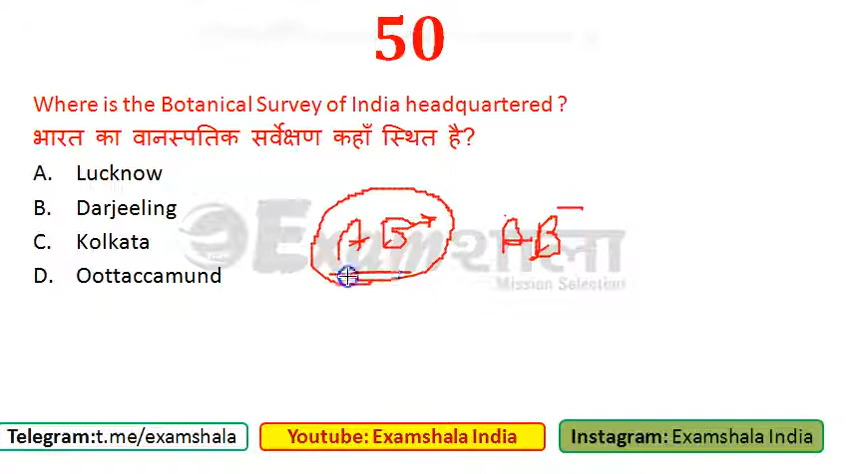 50
Where is the Botanical Survey of India headquartered ?
भारत का वानस्पतिक सर्वेक्षण कहाँ स्थित है?
A. Lucknow
B. Darjeeling
C. Kolkata
D. Oottaccamund
Examशाला
Mission Selection
AB
Telegram:t.me/examshala
Youtube: Examshala India
Instagram: Examshala India